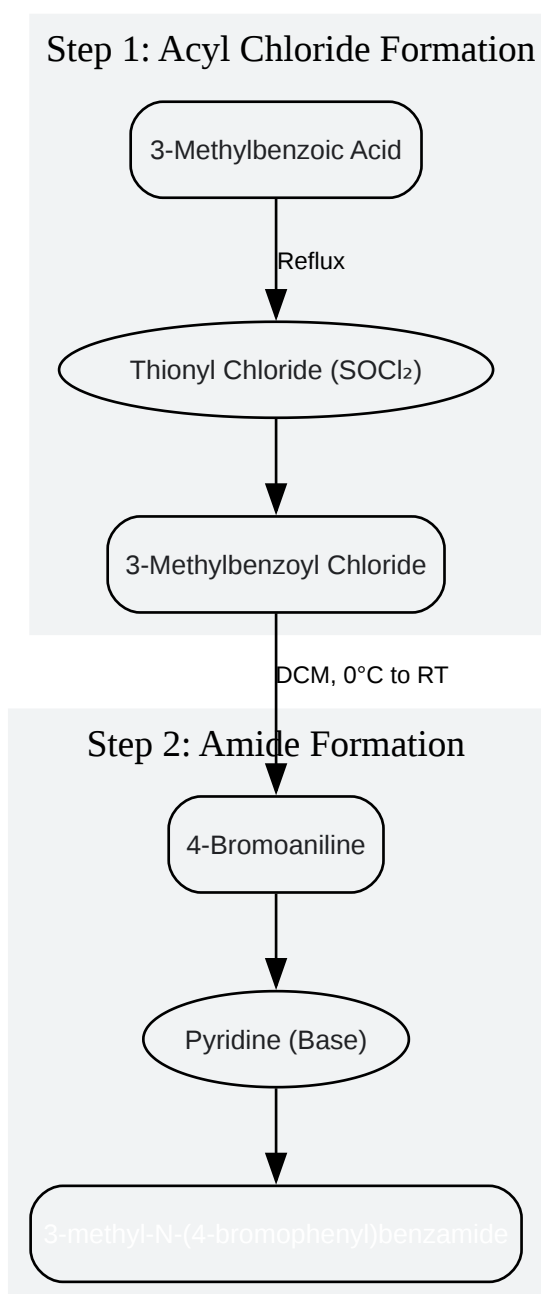 Step 1: Acyl Chloride Formation
3-Methylbenzoic Acid
Reflux
Thionyl Chloride (SOCl₂)
3-Methylbenzoyl Chloride
DCM, 0°C to RT
Step 2: Amide Formation
4-Bromoaniline
Pyridine (Base)
3-methyl-N-(4-bromophenyl)benzamide